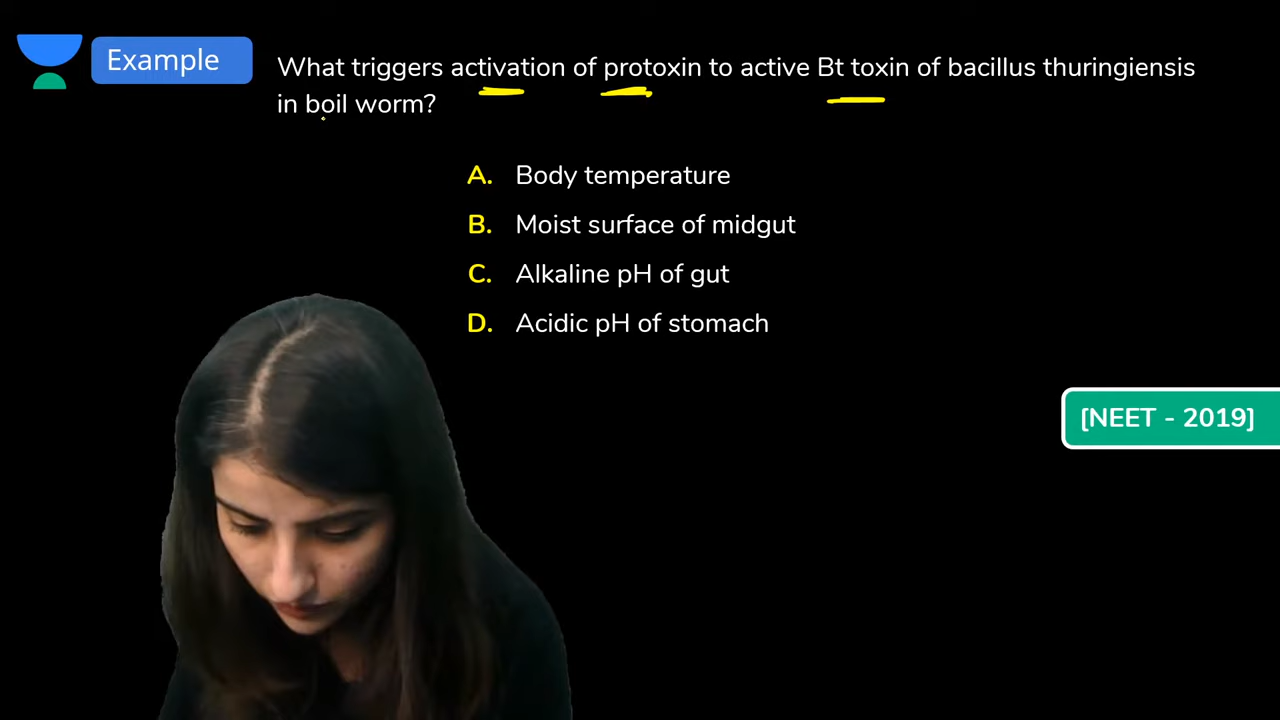 Example
What triggers activation of protoxin to active Bt toxin of bacillus thuringiensis
in boil worm?
A. Body temperature
B. Moist surface of midgut
C. Alkaline pH of gut
D. Acidic pH of stomach
[NEET - 2019]